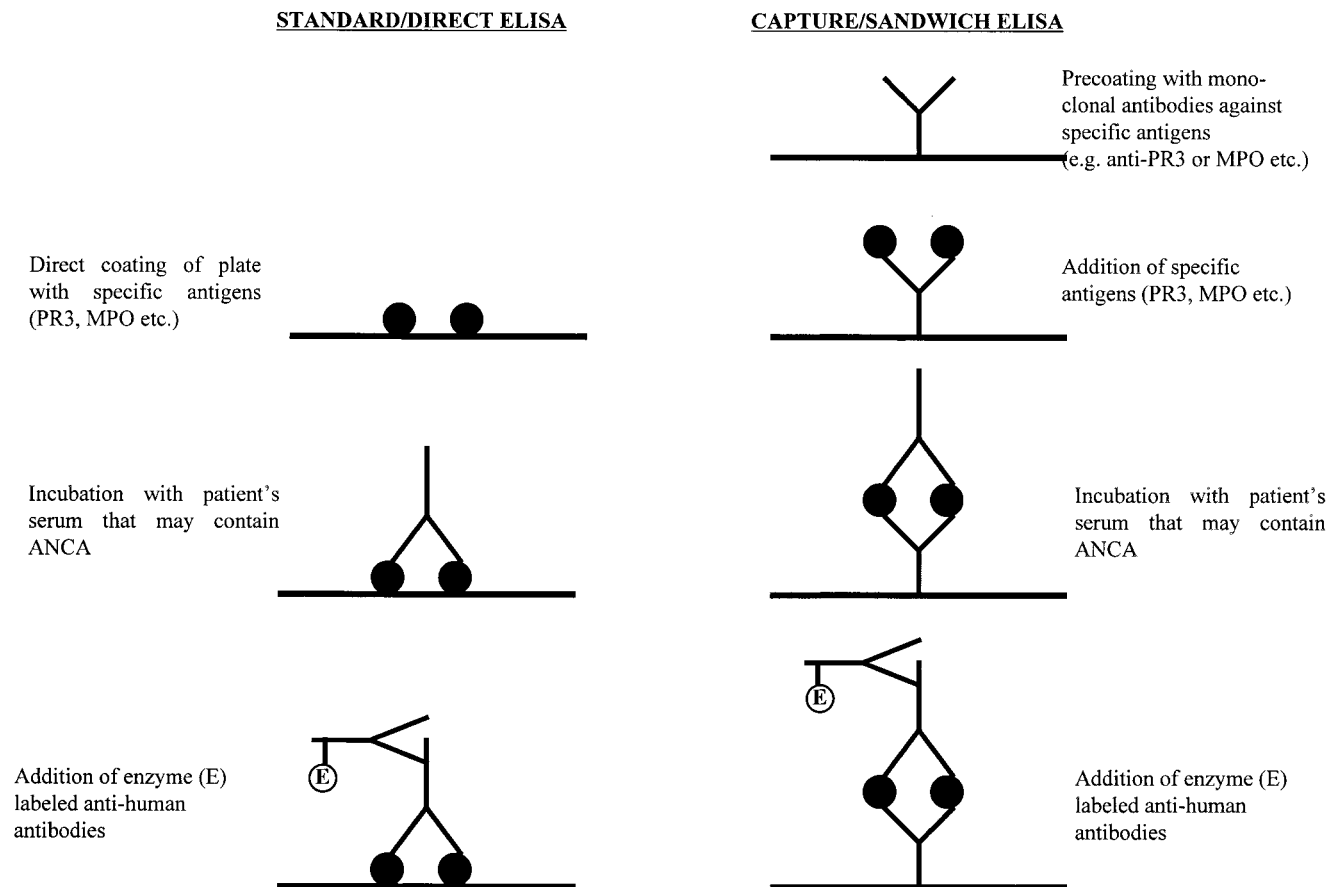 STANDARD/DIRECT ELISA
CAPTURE/SANDWICH ELISA
Precoating with mono-
clonal antibodies against
specific antigens
(e.g. anti-PR3 or MPO etc.)
Direct coating of plate
with specific antigens
(PR3, MPO etc.)
Addition of specific
antigens (PR3, MPO etc.)
Incubation with patient's
serum that may contain
ANCA
Incubation with patient's
serum that may contain
ANCA
E
E
Addition of enzyme (E)
labeled anti-human
antibodies
Addition of enzyme (E)
labeled anti-human
antibodies